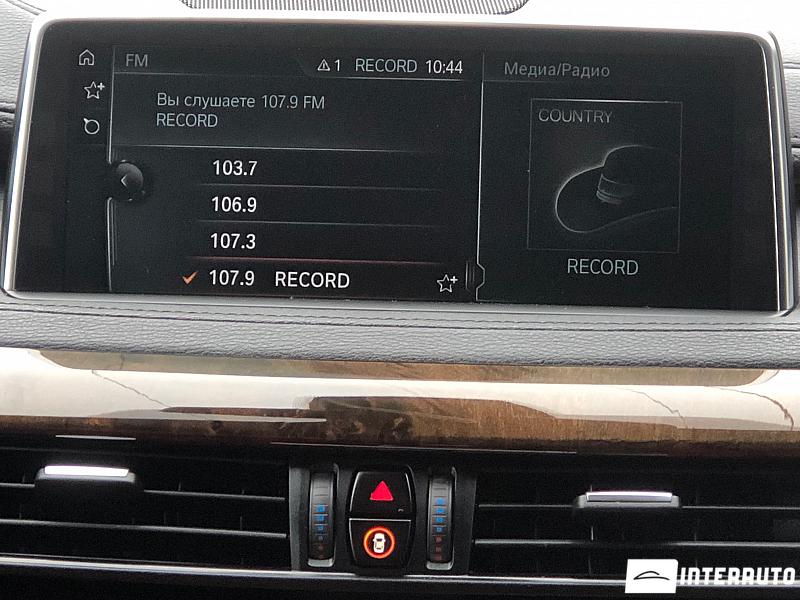 FM
1 RECORD 10:44
Медиа/Радио
Вы слушаете 107.9 FM
RECORD
COUNTRY
103.7
106.9
107.3
107.9 RECORD
RECORD
INTERAUTO